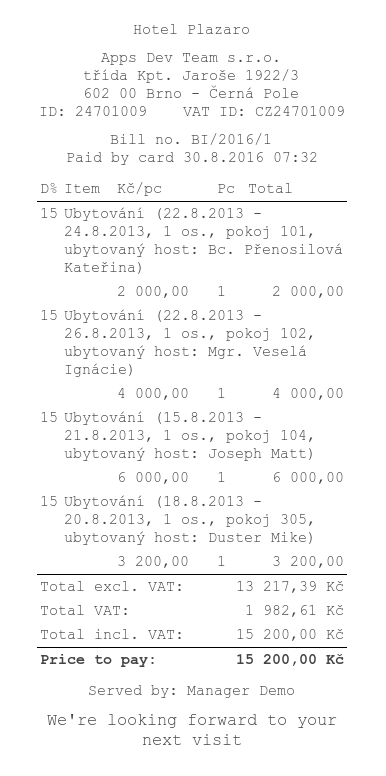 Hotel Plazaro
Apps Dev Team s.r.o.
třída Kpt. Jaroše 1922/3
602 00 Brno - Černá Pole
ID: 24701009    VAT ID: CZ24701009
Bill no. BI/2016/1
Paid by card 30.8.2016 07:32
D% Item  Kč/pc      Pc Total
15 Ubytování (22.8.2013 -
24.8.2013, 1 os., pokoj 101,
ubytovaný host: Bc. Přenosilová
Kateřina)
2 000,00   1     2 000,00
15 Ubytování (22.8.2013 -
26.8.2013, 1 os., pokoj 102,
ubytovaný host: Mgr. Veselá
Ignácie)
4 000,00   1     4 000,00
15 Ubytování (15.8.2013 -
21.8.2013, 1 os., pokoj 104,
ubytovaný host: Joseph Matt)
6 000,00   1     6 000,00
15 Ubytování (18.8.2013 -
20.8.2013, 1 os., pokoj 305,
ubytovaný host: Duster Mike)
3 200,00   1     3 200,00
Total excl. VAT:      13 217,39 Kč
Total VAT:             1 982,61 Kč
Total incl. VAT:      15 200,00 Kč
Price to pay:         15 200,00 Kč
Served by: Manager Demo
We're looking forward to your
next visit